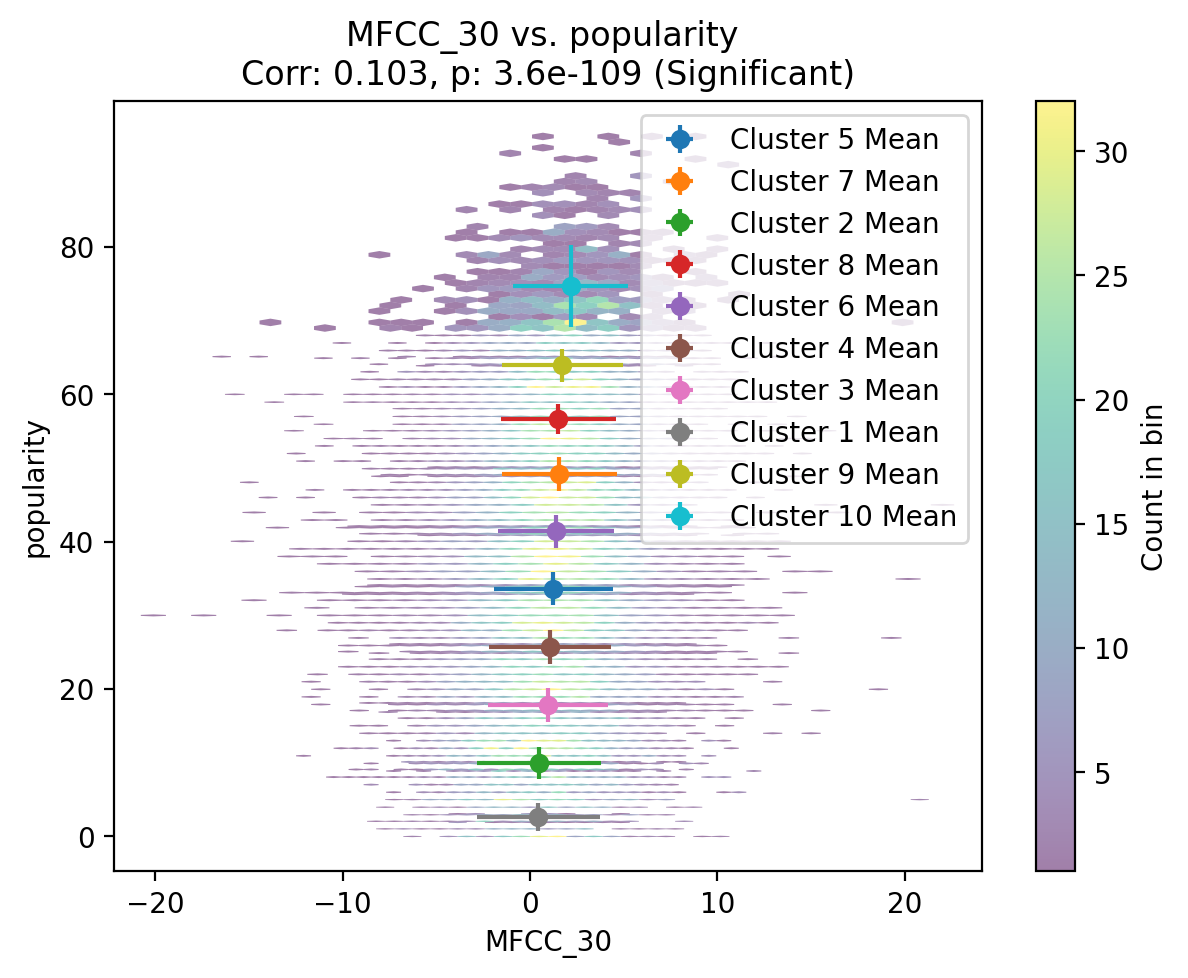 MFCC_30 vs. popularity
Corr: 0.103, p: 3.6e-109 (Significant)
Cluster 5 Mean
Cluster 7 Mean
Cluster 2 Mean
Cluster 8 Mean
Cluster 6 Mean
Cluster 4 Mean
Cluster 3 Mean
Cluster 1 Mean
Cluster 9 Mean
Cluster 10 Mean
popularity
80
60
40
20
0
−20
−10
0
10
20
MFCC_30
30
25
20
15
10
5
Count in bin